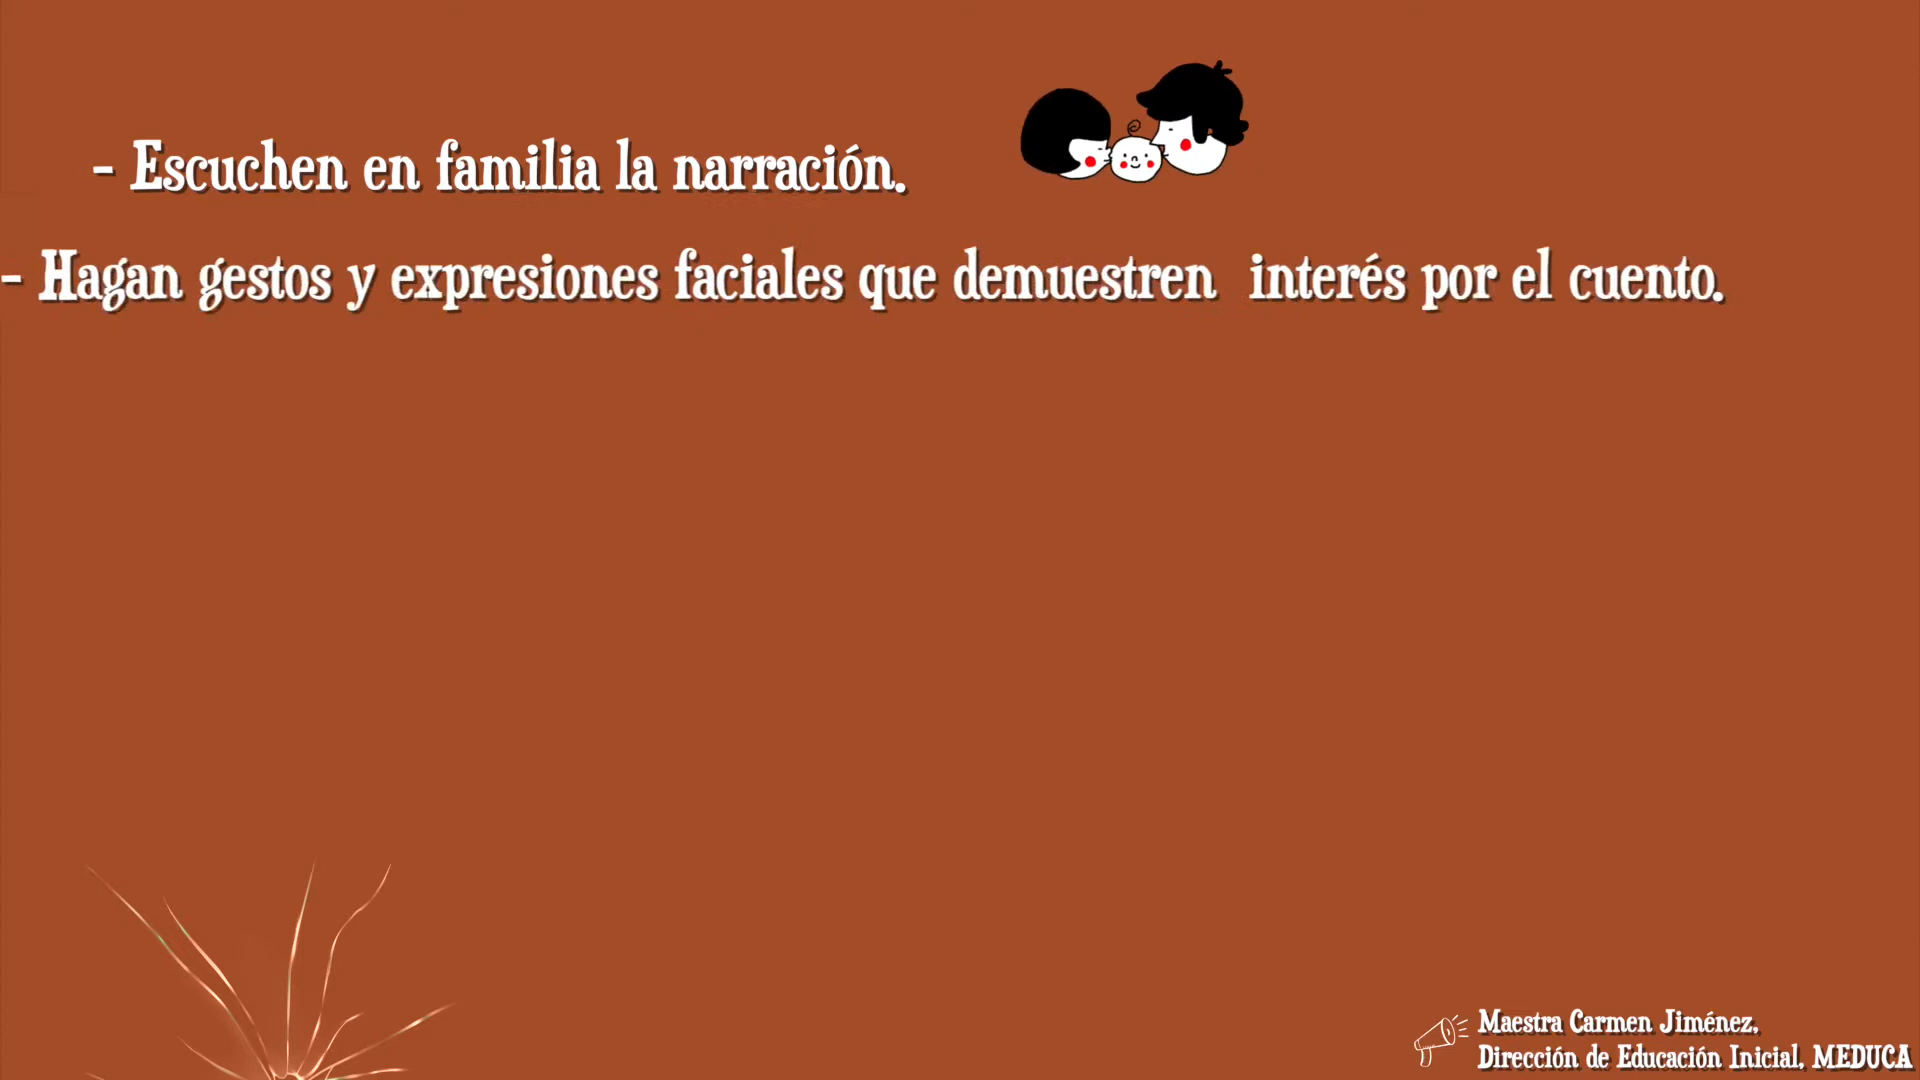 - Escuchen en familia la narración.
- Hagan gestos y expresiones faciales que demuestren interés por el cuento.
Maestra Carmen Jiménez,
Dirección de Educación Inicial, MEDUCA